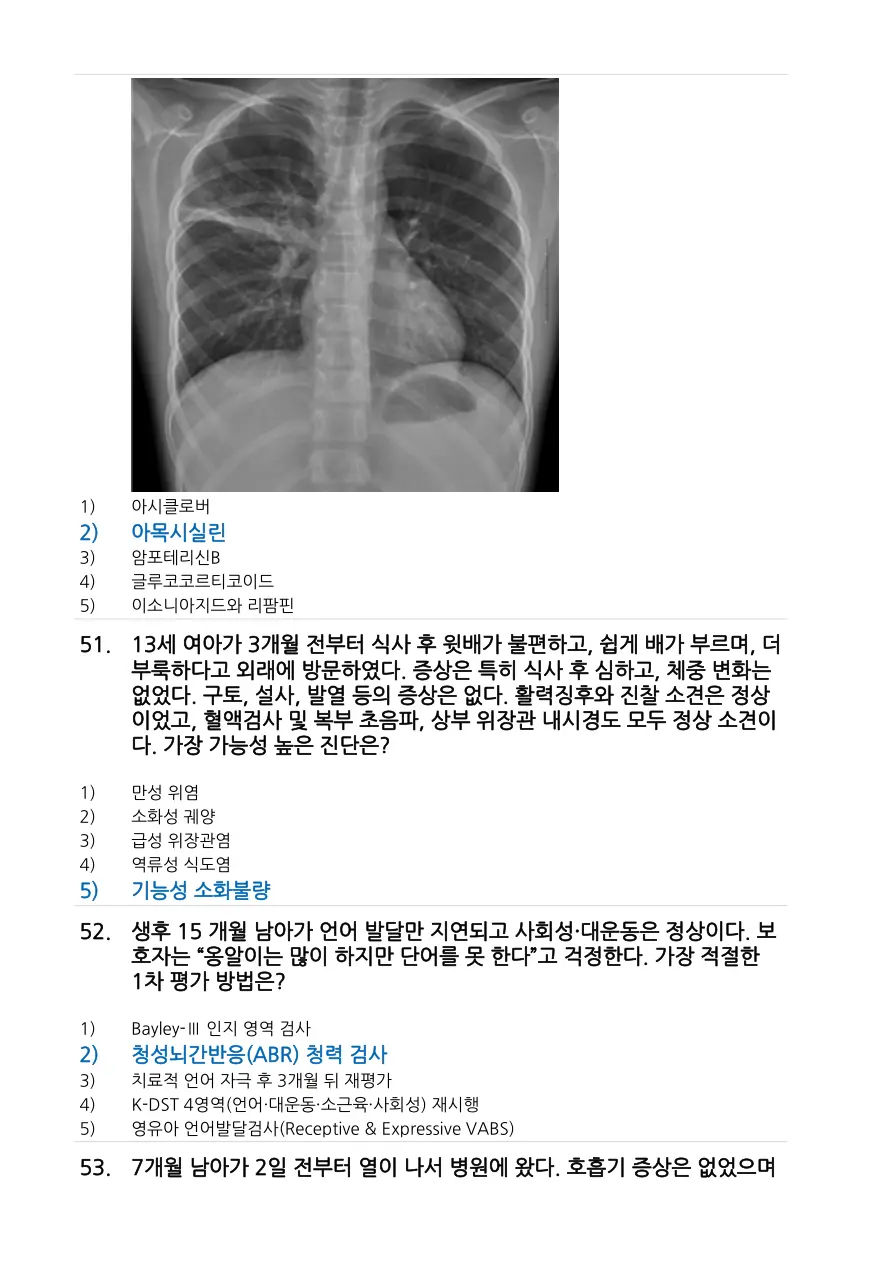 1) 아시클로버
2) 아목시실린
3) 암포테리신B
4) 글루코코르티코이드
5) 이소니아지드와 리팜핀
51. 13세 여아가 3개월 전부터 식사 후 윗배가 불편하고, 쉽게 배가 부르며, 더
부룩하다고 외래에 방문하였다. 증상은 특히 식사 후 심하고, 체중 변화는
없었다. 구토, 설사, 발열 등의 증상은 없다. 활력징후와 진찰 소견은 정상
이었고, 혈액검사 및 복부 초음파, 상부 위장관 내시경도 모두 정상 소견이
다. 가장 가능성 높은 진단은?
1) 만성 위염
2) 소화성 궤양
3) 급성 위장관염
4) 역류성 식도염
5) 기능성 소화불량
52. 생후 15 개월 남아가 언어 발달만 지연되고 사회성·대운동은 정상이다. 보
호자는 “옹알이는 많이 하지만 단어를 못 한다”고 걱정한다. 가장 적절한
1차 평가 방법은?
1) Bayley-Ⅲ 인지 영역 검사
2) 청성뇌간반응(ABR) 청력 검사
3) 치료적 언어 자극 후 3개월 뒤 재평가
4) K-DST 4영역(언어·대운동·소근육·사회성) 재시행
5) 영유아 언어발달검사(Receptive & Expressive VABS)
53. 7개월 남아가 2일 전부터 열이 나서 병원에 왔다. 호흡기 증상은 없었으며